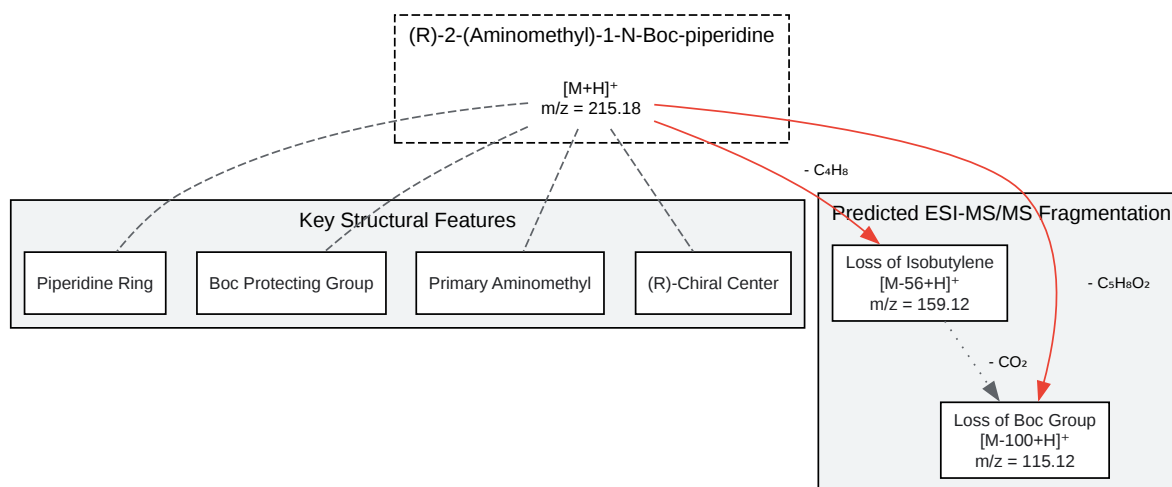 (R)-2-(Aminomethyl)-1-N-Boc-piperidine
[M+H]⁺
m/z = 215.18
- C₄H₈
Key Structural Features
Piperidine Ring
Boc Protecting Group
Primary Aminomethyl
(R)-Chiral Center
Predicted ESI-MS/MS Fragmentation
Loss of Isobutylene
[M-56+H]⁺
m/z = 159.12
- C₅H₈O₂
- CO₂
Loss of Boc Group
[M-100+H]⁺
m/z = 115.12